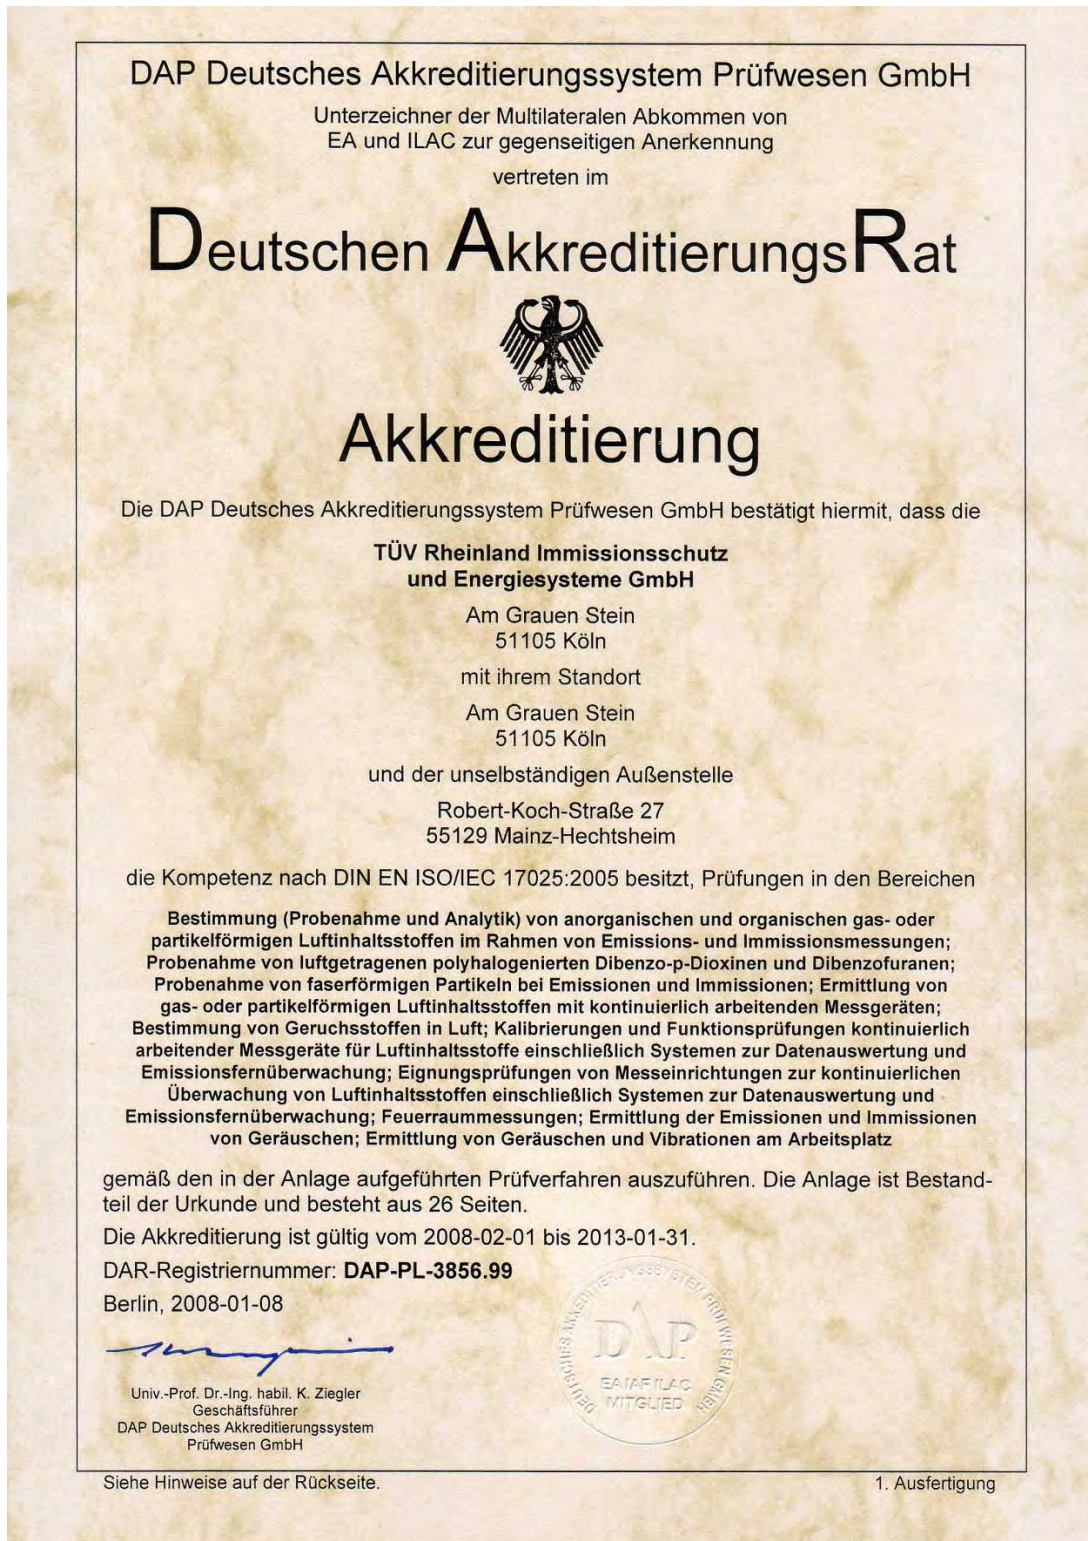 DAP Deutsches Akkreditierungssystem Prüfwesen GmbH
Unterzeichner der Multilateralen Abkommen von
EA und ILAC zur gegenseitigen Anerkennung
vertreten im
Deutschen AkkreditierungsRat
Akkreditierung
Die DAP Deutsches Akkreditierungssystem Prüfwesen GmbH bestätigt hiermit, dass die
TÜV Rheinland Immissionsschutz
und Energiesysteme GmbH
Am Grauen Stein
51105 Köln
mit ihrem Standort
Am Grauen Stein
51105 Köln
und der unselbständigen Außenstelle
Robert-Koch-Straße 27
55129 Mainz-Hechtsheim
die Kompetenz nach DIN EN ISO/IEC 17025:2005 besitzt, Prüfungen in den Bereichen
Bestimmung (Probenahme und Analytik) von anorganischen und organischen gas- oder
partikelförmigen Luftinhaltsstoffen im Rahmen von Emissions- und Immissionsmessungen;
Probenahme von luftgetragenen polyhalogenierten Dibenzo-p-Dioxinen und Dibenzofuranen;
Probenahme von faserförmigen Partikeln bei Emissionen und Immissionen; Ermittlung von
gas- oder partikelförmigen Luftinhaltsstoffen mit kontinuierlich arbeitenden Messgeräten;
Bestimmung von Geruchsstoffen in Luft; Kalibrierungen und Funktionsprüfungen kontinuierlich
arbeitender Messgeräte für Luftinhaltsstoffe einschließlich Systemen zur Datenauswertung und
Emissionsfernüberwachung; Eignungsprüfungen von Messeinrichtungen zur kontinuierlichen
Überwachung von Luftinhaltsstoffen einschließlich Systemen zur Datenauswertung und
Emissionsfernüberwachung; Feuerraummessungen; Ermittlung der Emissionen und Immissionen
von Geräuschen; Ermittlung von Geräuschen und Vibrationen am Arbeitsplatz
gemäß den in der Anlage aufgeführten Prüfverfahren auszuführen. Die Anlage ist Bestand-
teil der Urkunde und besteht aus 26 Seiten.
Die Akkreditierung ist gültig vom 2008-02-01 bis 2013-01-31.
DAR-Registriernummer: DAP-PL-3856.99
Berlin, 2008-01-08
DEUTSCHES AKKREDITIERUNGSSYSTEM PRÜFWESEN GMBH
DAP
EA IAF ILAC
MITGLIED
Univ.-Prof. Dr.-Ing. habil. K. Ziegler
Geschäftsführer
DAP Deutsches Akkreditierungssystem
Prüfwesen GmbH
Siehe Hinweise auf der Rückseite.
1. Ausfertigung